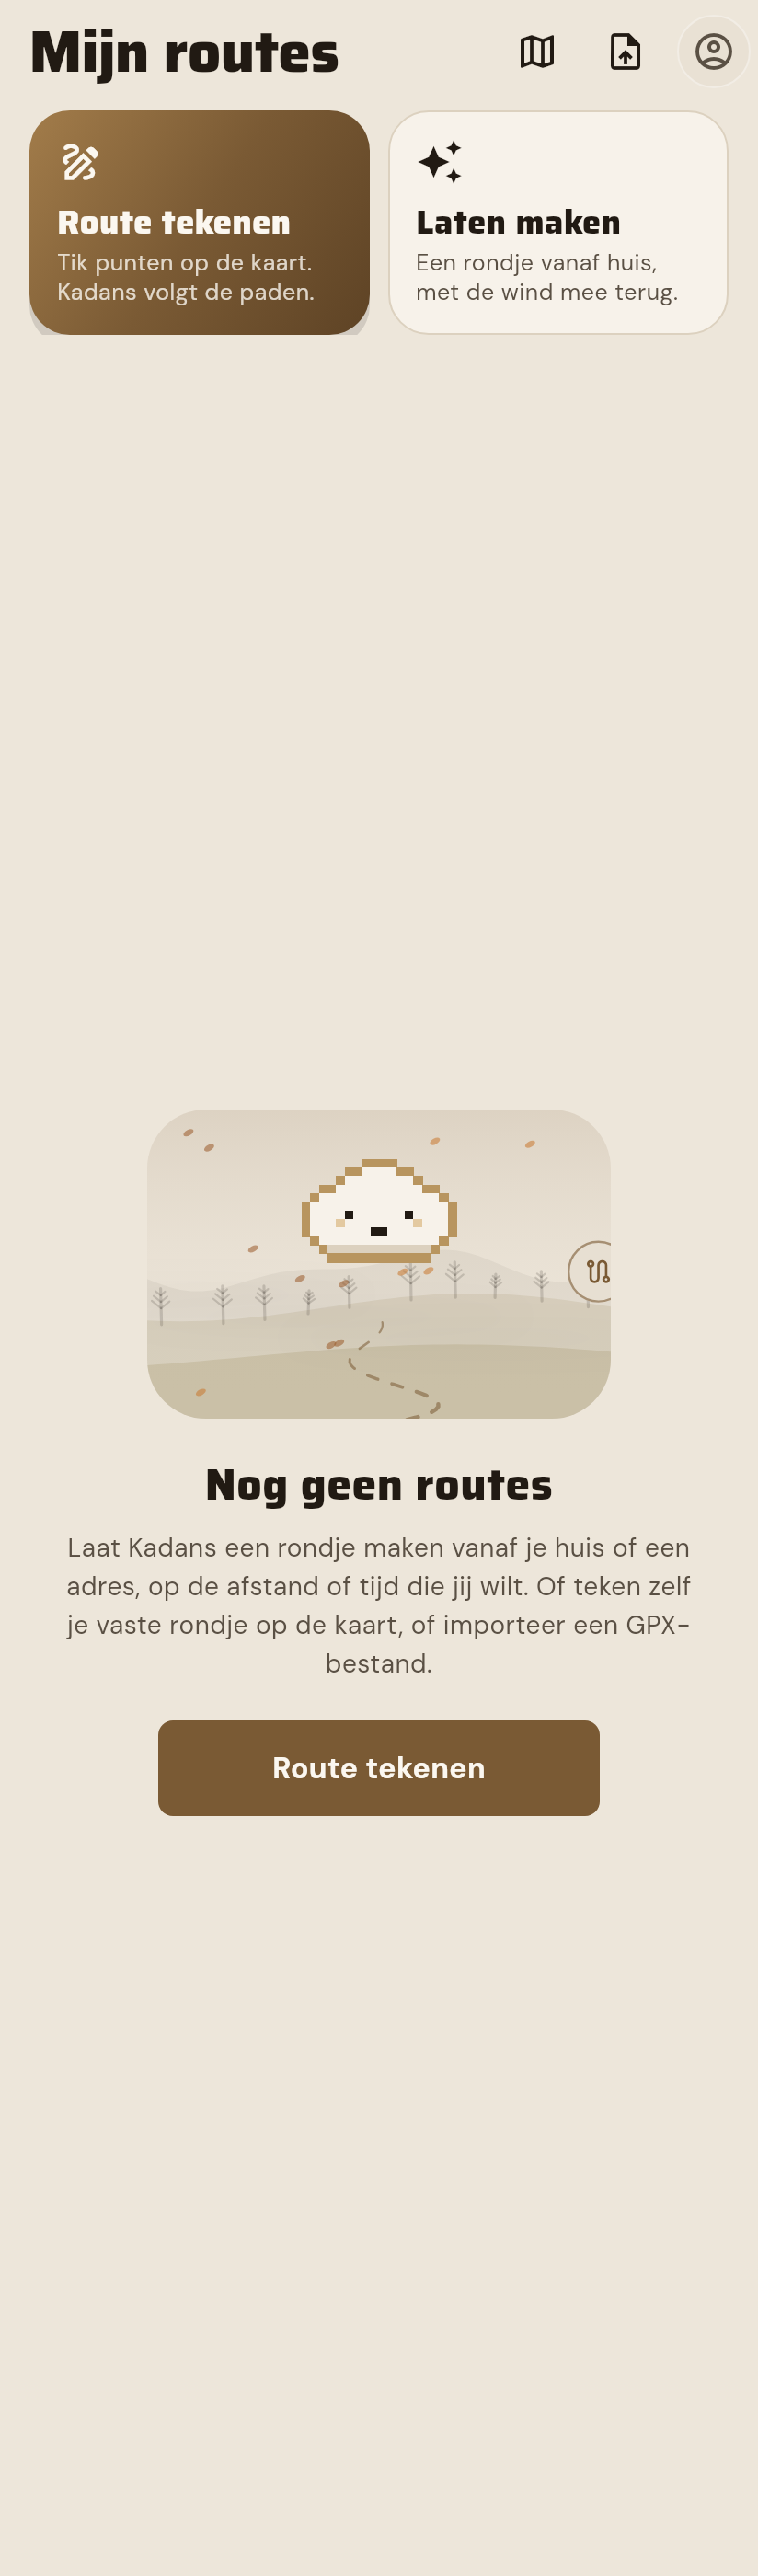 Mijn routes
Route tekenen
Tik punten op de kaart.
Kadans volgt de paden.
Laten maken
Een rondje vanaf huis,
met de wind mee terug.
Nog geen routes
Laat Kadans een rondje maken vanaf je huis of een
adres, op de afstand of tijd die jij wilt. Of teken zelf
je vaste rondje op de kaart, of importeer een GPX-
bestand.
Route tekenen